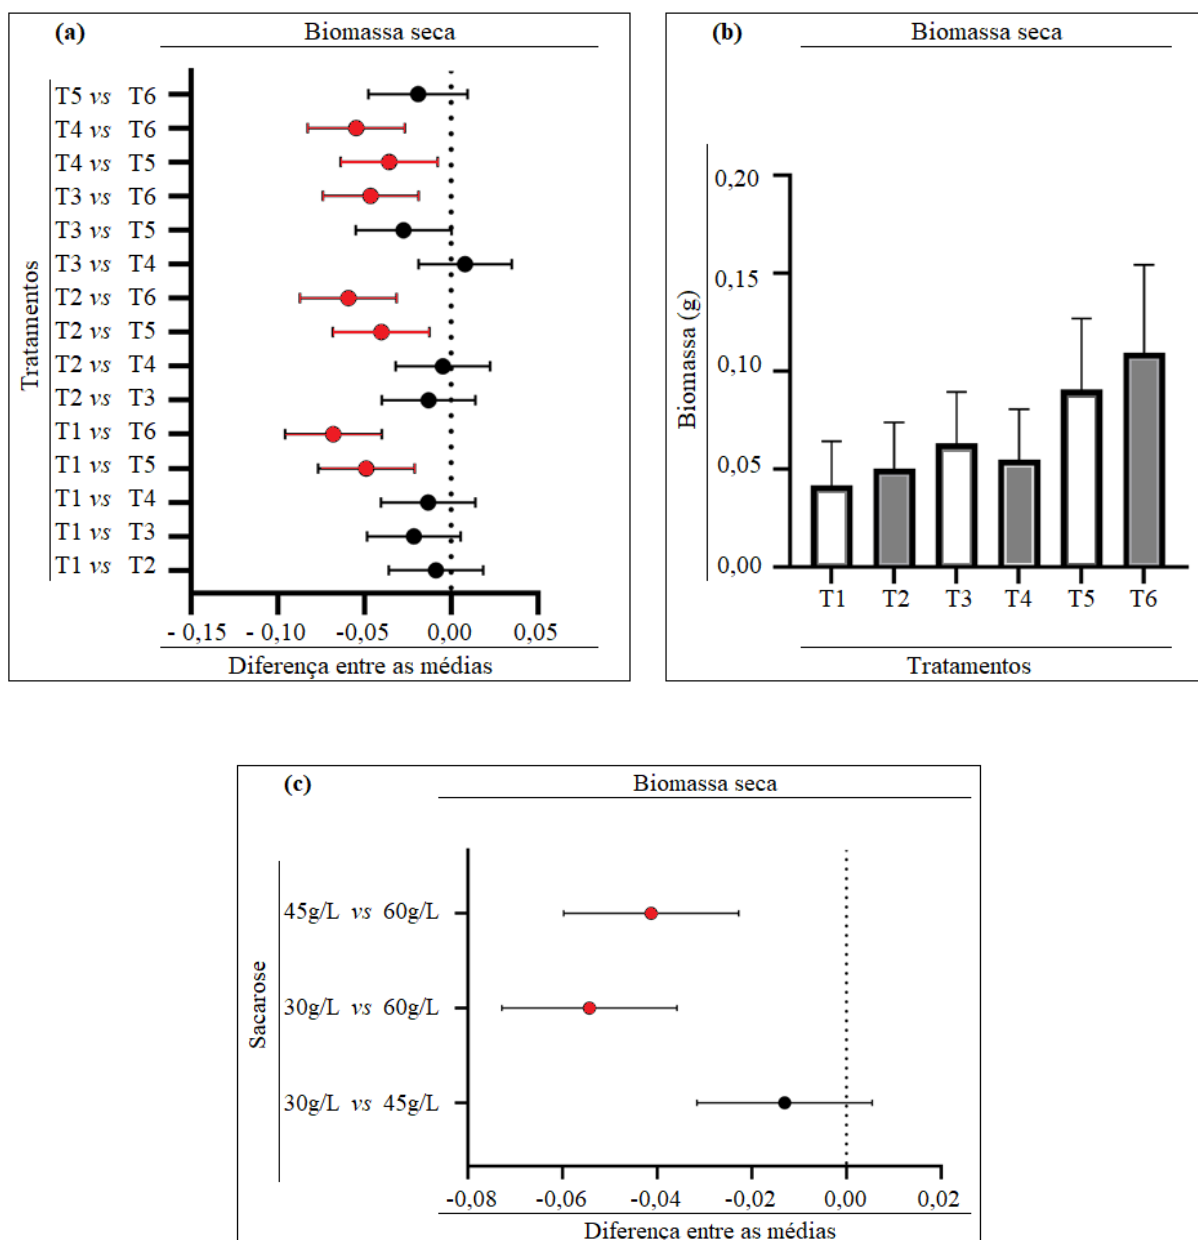 (a)
Biomassa seca
Tratamentos
T5 vs T6
T4 vs T6
T4 vs T5
T3 vs T6
T3 vs T5
T3 vs T4
T2 vs T6
T2 vs T5
T2 vs T4
T2 vs T3
T1 vs T6
T1 vs T5
T1 vs T4
T1 vs T3
T1 vs T2
- 0,15 - 0,10 -0,05 0,00 0,05
Diferença entre as médias
(b)
Biomassa seca
Biomassa (g)
0,20
0,15
0,10
0,05
0,00
T1 T2 T3 T4 T5 T6
Tratamentos
(c)
Biomassa seca
Sacarose
45g/L vs 60g/L
30g/L vs 60g/L
30g/L vs 45g/L
-0,08 -0,06 -0,04 -0,02 0,00 0,02
Diferença entre as médias